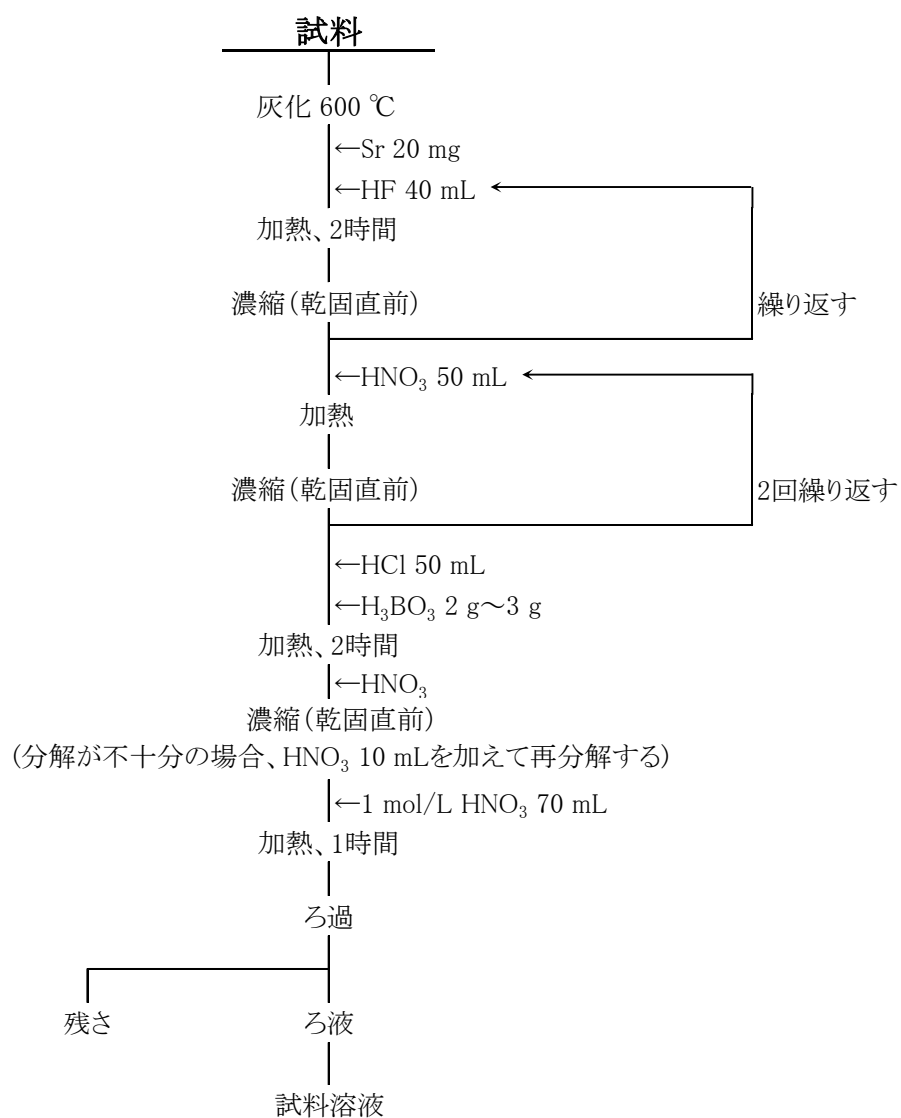 試料
灰化 600 ℃
←Sr 20 mg
←HF 40 mL
加熱、2時間
濃縮(乾固直前)
繰り返す
←HNO₃ 50 mL
加熱
濃縮(乾固直前)
2回繰り返す
←HCl 50 mL
←H₃BO₃ 2 g～3 g
加熱、2時間
←HNO₃
濃縮(乾固直前)
(分解が不十分の場合、HNO₃ 10 mLを加えて再分解する)
←1 mol/L HNO₃ 70 mL
加熱、1時間
ろ過
残さ
ろ液
試料溶液